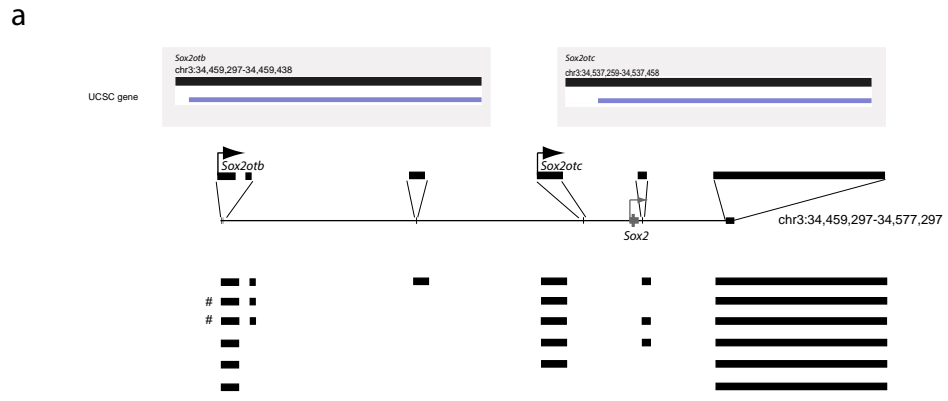 a
Sox2otb
chr3:34,459,297-34,459,438
Sox2otc
chr3:34,537,259-34,537,458
UCSC gene
Sox2otb
Sox2otc
chr3:34,459,297-34,577,297
Sox2
#
#